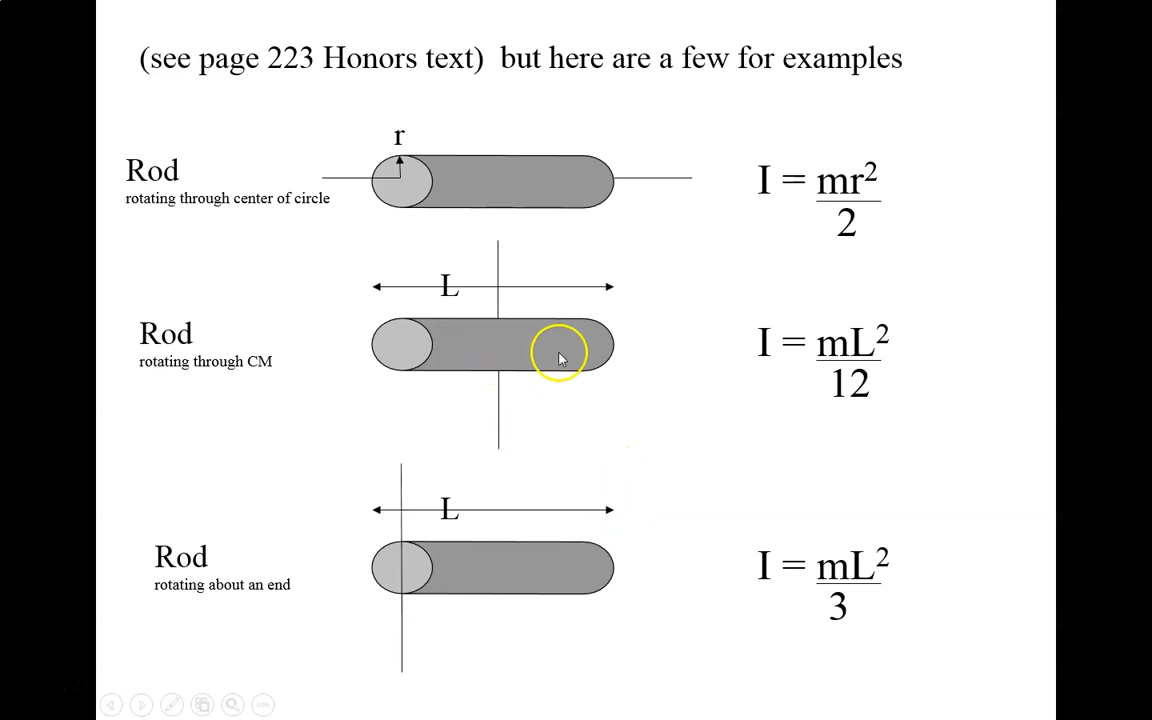 (see page 223 Honors text)  but here are a few for examples
r
Rod
rotating through center of circle
I = mr²
2
L
Rod
rotating through CM
I = mL²
12
L
Rod
rotating about an end
I = mL²
3